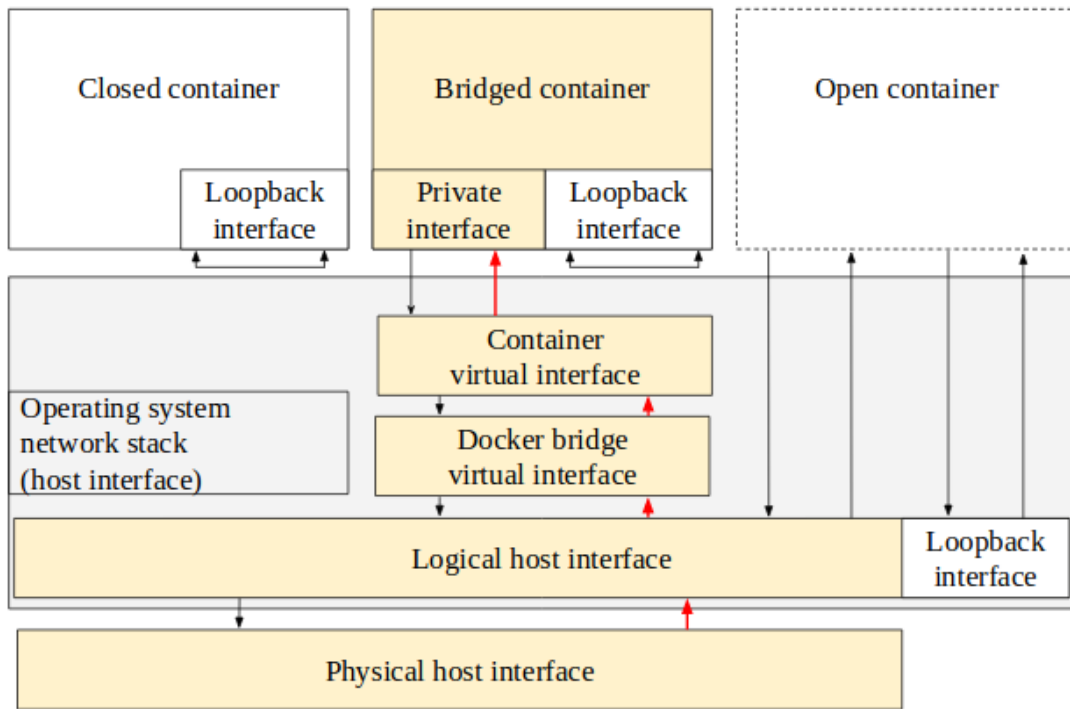 Closed container
Bridged container
Open container
Loopback
interface
Private
interface
Loopback
interface
Container
virtual interface
Operating system
network stack
(host interface)
Docker bridge
virtual interface
Logical host interface
Loopback
interface
Physical host interface